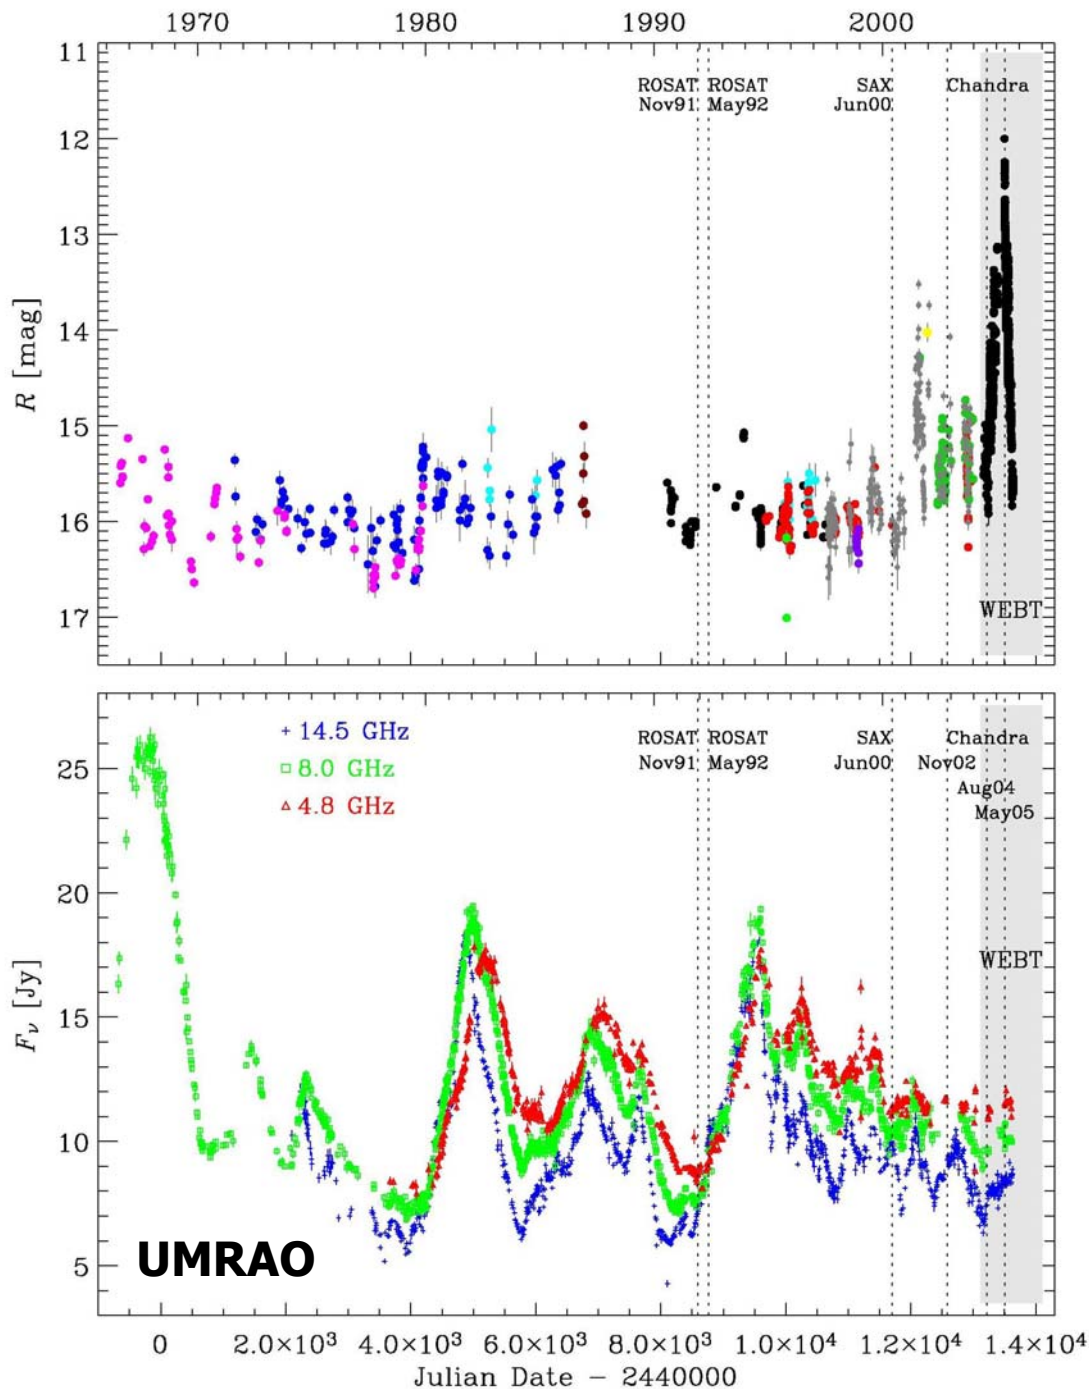 1970 1980 1990 2000
11
12
13
14
15
16
17
R [mag]
ROSAT ROSAT SAX Chandra
Nov91 May92 Jun00
WEBT
25
20
15
10
5
Fν [Jy]
+ 14.5 GHz
□ 8.0 GHz
△ 4.8 GHz
ROSAT ROSAT SAX Chandra
Nov91 May92 Jun00 Nov02
Aug04
May05
WEBT
UMRAO
0 2.0×10³ 4.0×10³ 6.0×10³ 8.0×10³ 1.0×10⁴ 1.2×10⁴ 1.4×10⁴
Julian Date − 2440000